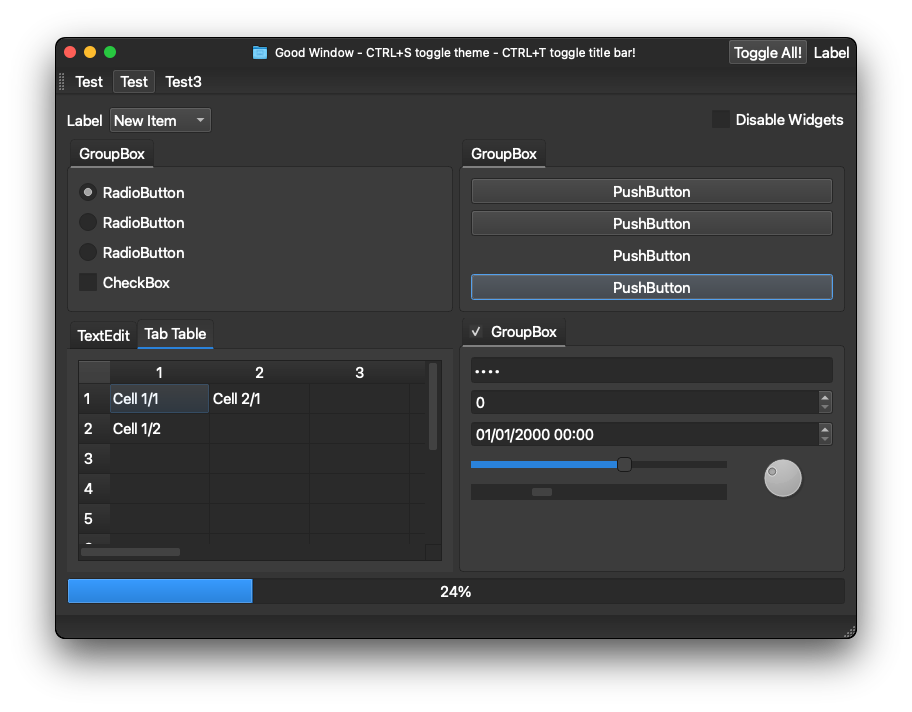 Good Window - CTRL+S toggle theme - CTRL+T toggle title bar!
Toggle All! Label
Test Test Test3
Label New Item
Disable Widgets
GroupBox
RadioButton
RadioButton
RadioButton
CheckBox
GroupBox
PushButton
PushButton
PushButton
PushButton
TextEdit Tab Table
1 2 3
1 Cell 1/1 Cell 2/1
2 Cell 1/2
3
4
5
GroupBox
••••
0
01/01/2000 00:00
24%